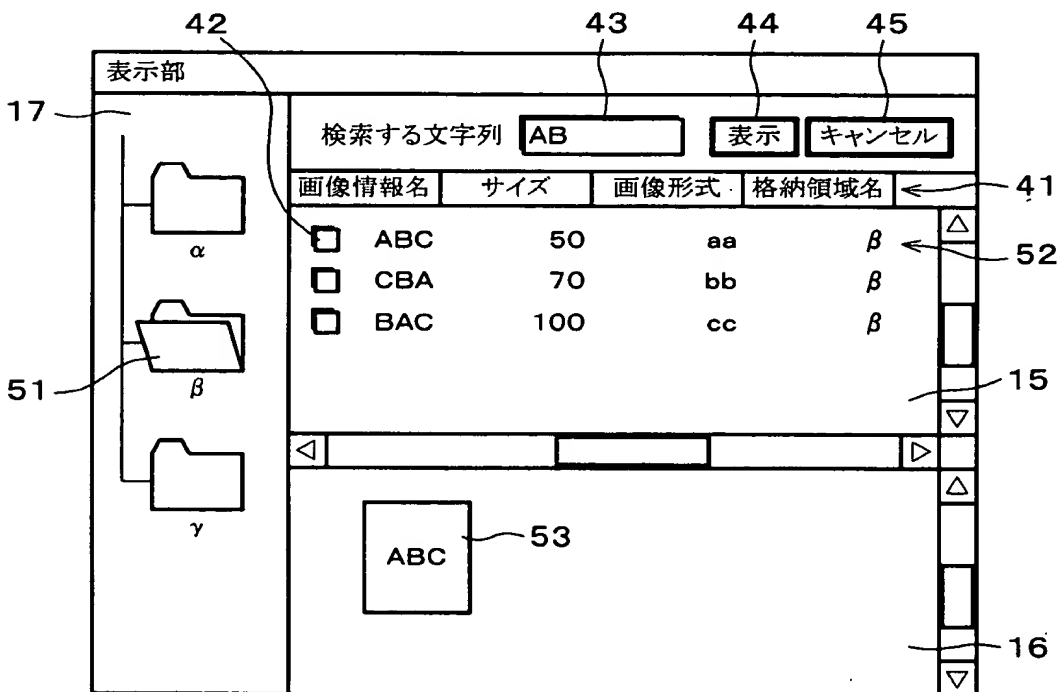 42 43 44 45
表示部
17
検索する文字列 AB 表示 キャンセル
画像情報名 サイズ 画像形式 格納領域名 41
ABC 50 aa β 52
α
CBA 70 bb β
BAC 100 cc β
51
β
15
γ
ABC
53
16